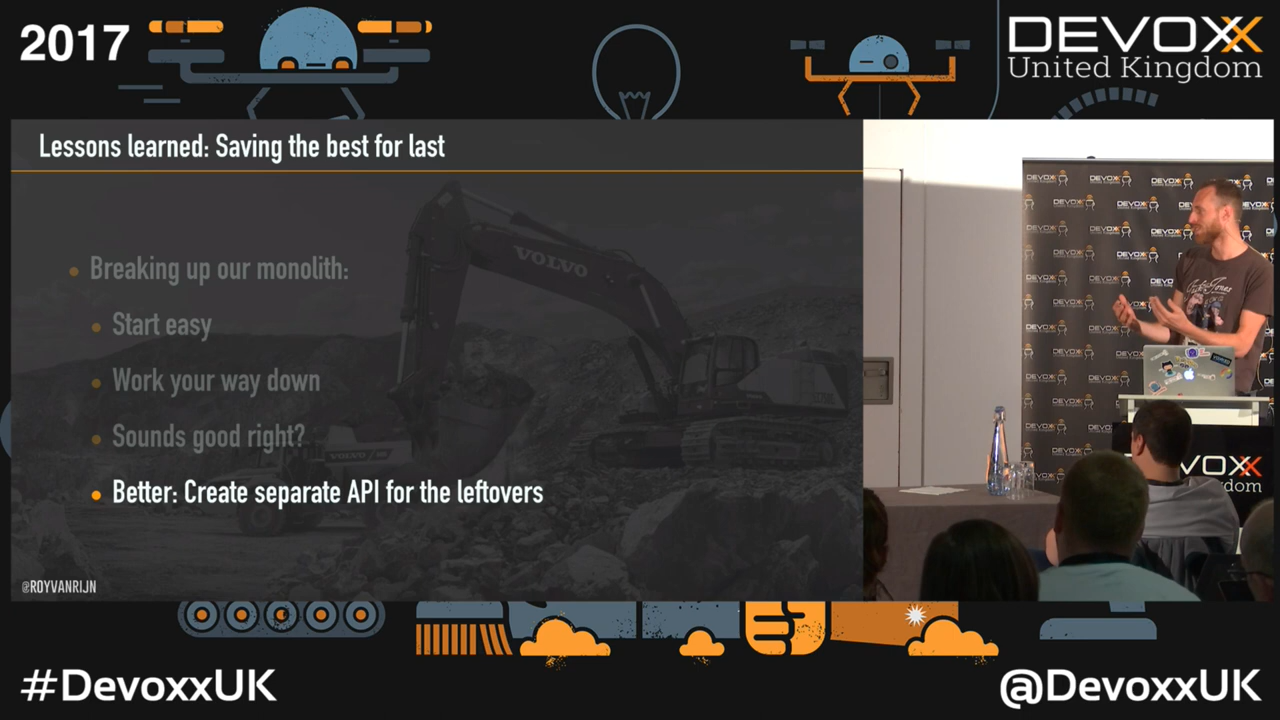 2017
DEVOXX
United Kingdom
Lessons learned: Saving the best for last
Breaking up our monolith:
Start easy
Work your way down
Sounds good right?
Better: Create separate API for the leftovers
VOLVO
VOLVO
@ROYVANRIJN
#DevoxxUK
@DevoxxUK